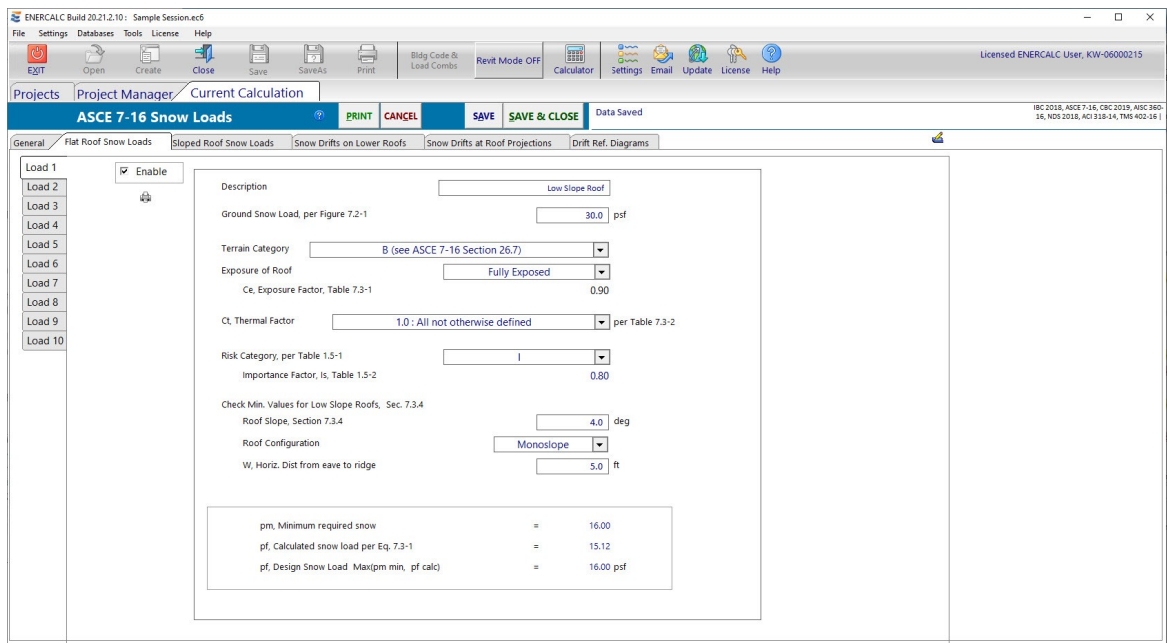 ENERCALC Build 20.21.2.10 : Sample Session.ec6
File Settings Databases Tools License Help
EXIT Open Create Close Save SaveAs Print Bldg Code & Load Combs Revit Mode OFF Calculator Settings Email Update License Help Licensed ENERCALC User, KW-06000215
Projects Project Manager Current Calculation
ASCE 7-16 Snow Loads ? PRINT CANCEL SAVE SAVE & CLOSE Data Saved
IBC 2018, ASCE 7-16, CBC 2019, AISC 360-
16, NDS 2018, ACI 318-14, TMS 402-16 |
General Flat Roof Snow Loads Sloped Roof Snow Loads Snow Drifts on Lower Roofs Snow Drifts at Roof Projections Drift Ref. Diagrams
Load 1
Load 2
Load 3
Load 4
Load 5
Load 6
Load 7
Load 8
Load 9
Load 10
Enable
Description Low Slope Roof
Ground Snow Load, per Figure 7.2-1 30.0 psf
Terrain Category B (see ASCE 7-16 Section 26.7)
Exposure of Roof Fully Exposed
Ce, Exposure Factor, Table 7.3-1 0.90
Ct, Thermal Factor 1.0 : All not otherwise defined per Table 7.3-2
Risk Category, per Table 1.5-1 I
Importance Factor, Is, Table 1.5-2 0.80
Check Min. Values for Low Slope Roofs, Sec. 7.3.4
Roof Slope, Section 7.3.4 4.0 deg
Roof Configuration Monoslope
W, Horiz. Dist from eave to ridge 5.0 ft
pm, Minimum required snow = 16.00
pf, Calculated snow load per Eq. 7.3-1 = 15.12
pf, Design Snow Load Max(pm min, pf calc) = 16.00 psf